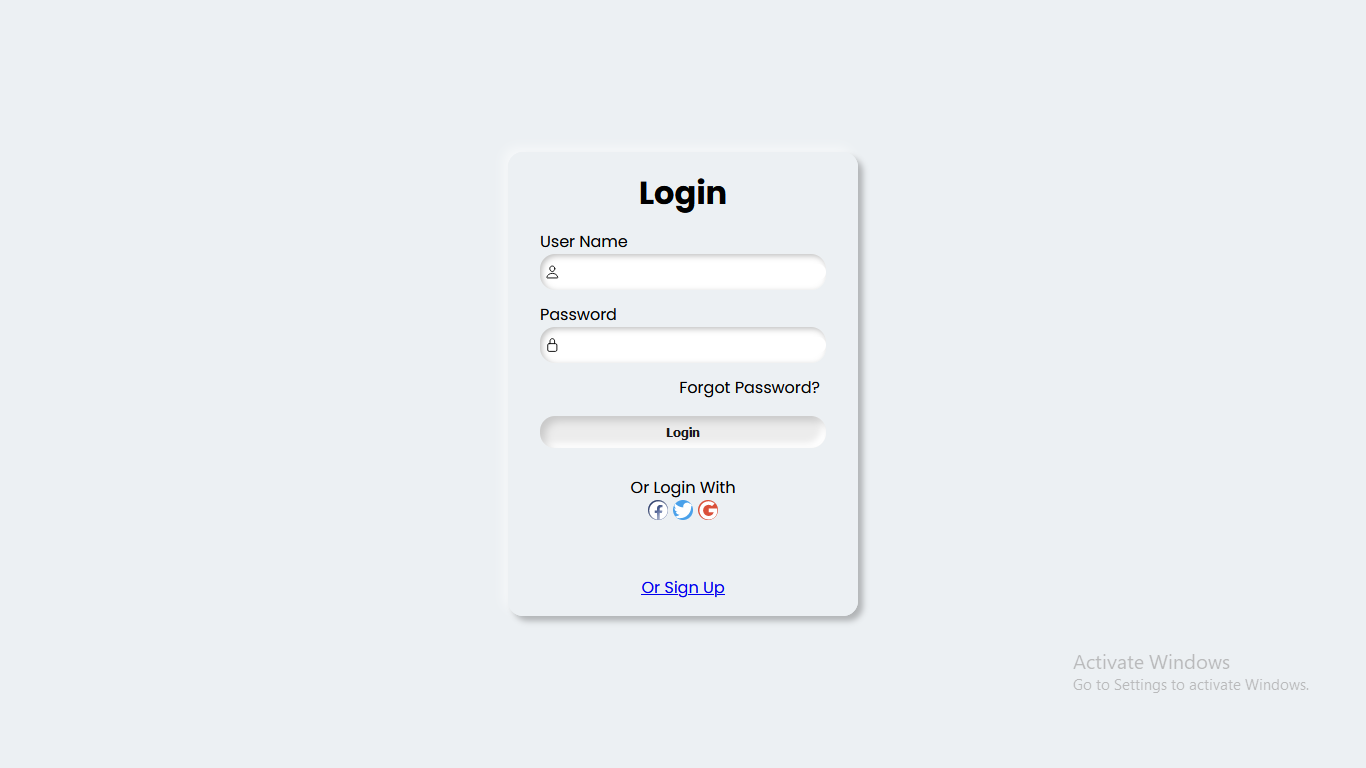 Login
User Name
Password
Forgot Password?
Login
Or Login With
Or Sign Up
Activate Windows
Go to Settings to activate Windows.